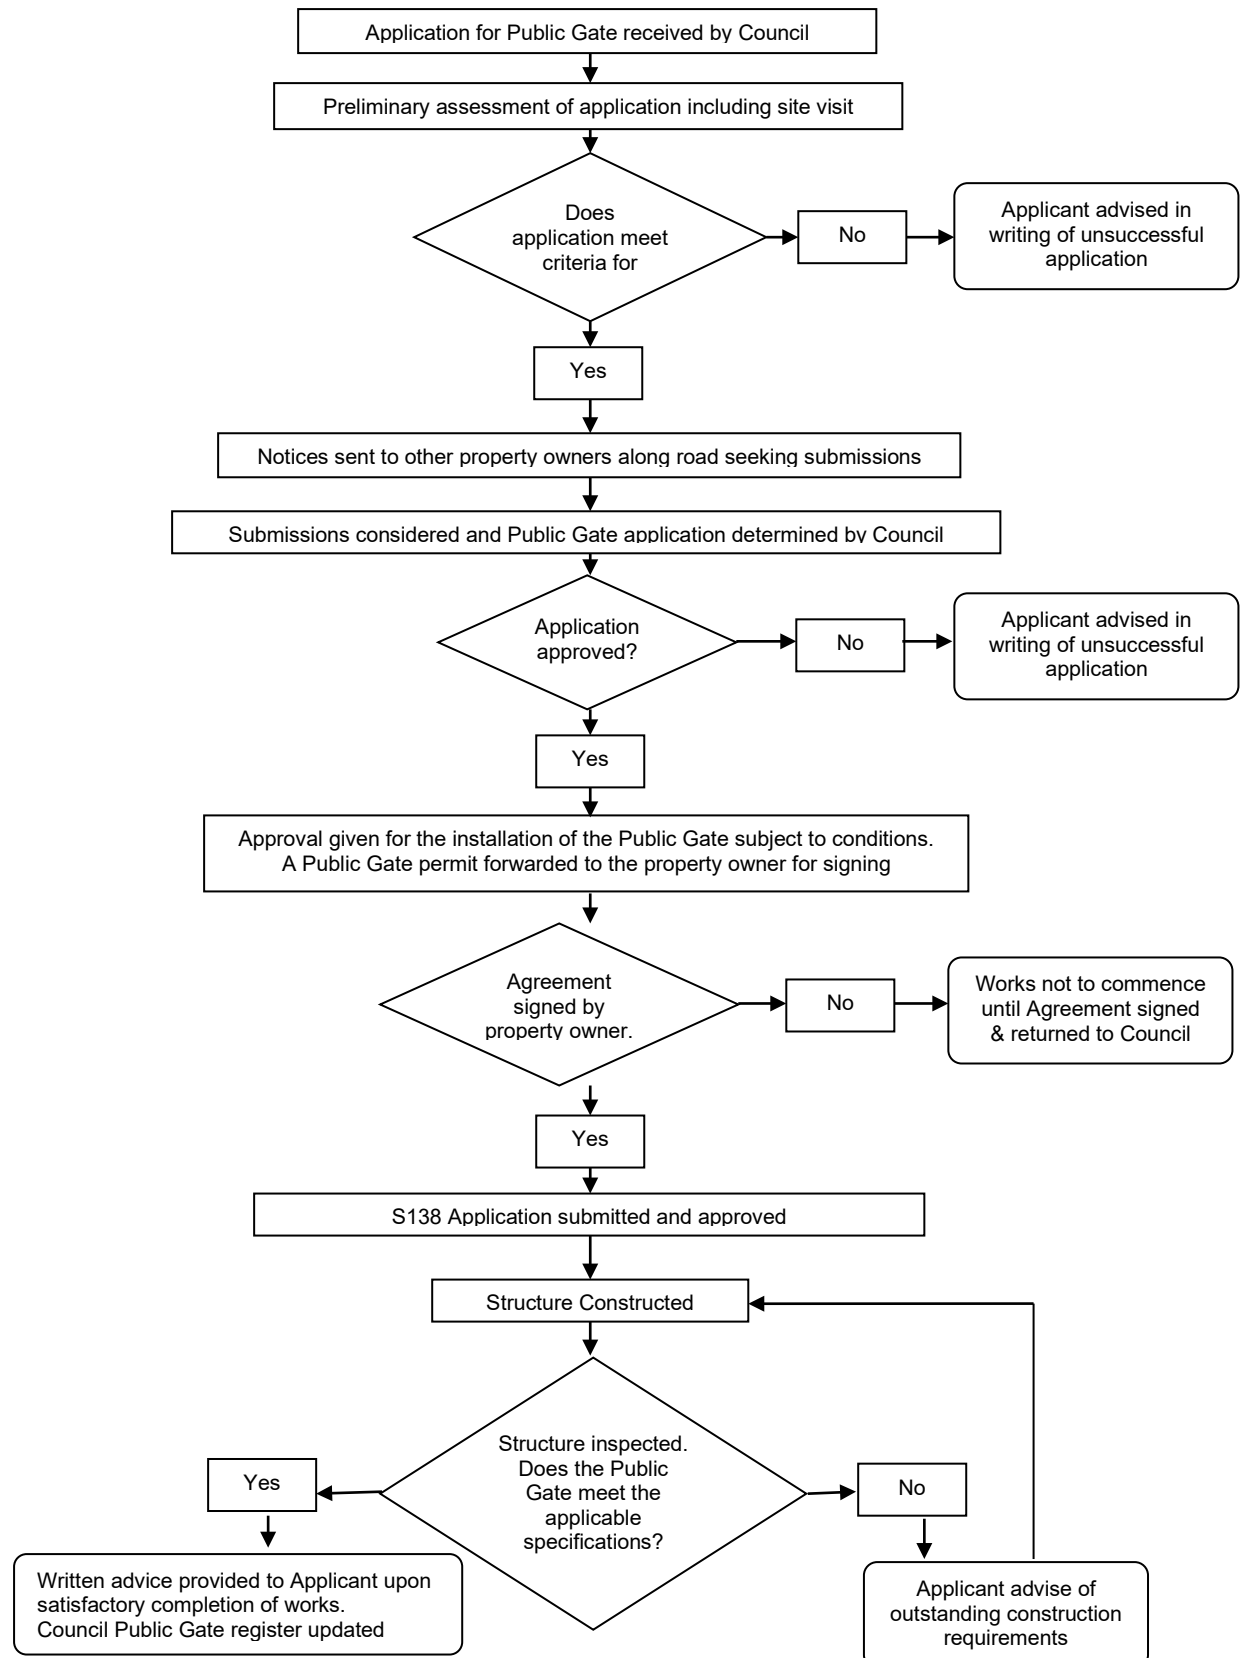 Application for Public Gate received by Council
Preliminary assessment of application including site visit
Does
application meet
criteria for
No
Applicant advised in
writing of unsuccessful
application
Yes
Notices sent to other property owners along road seeking submissions
Submissions considered and Public Gate application determined by Council
Application
approved?
No
Applicant advised in
writing of unsuccessful
application
Yes
Approval given for the installation of the Public Gate subject to conditions.
A Public Gate permit forwarded to the property owner for signing
Agreement
signed by
property owner.
No
Works not to commence
until Agreement signed
& returned to Council
Yes
S138 Application submitted and approved
Structure Constructed
Structure inspected.
Does the Public
Gate meet the
applicable
specifications?
Yes
No
Written advice provided to Applicant upon
satisfactory completion of works.
Council Public Gate register updated
Applicant advise of
outstanding construction
requirements